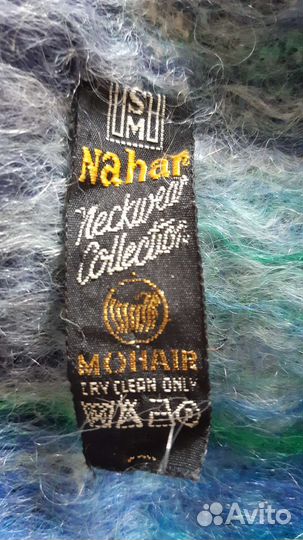 SM
Nahar
Neckwear
Collection
MOHAIR
DRY CLEAN ONLY
Avito